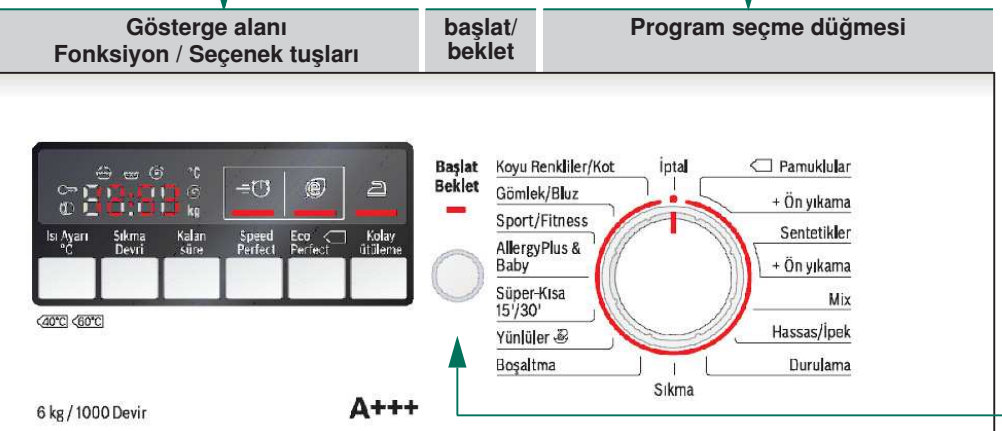 Gösterge alanı
Fonksiyon / Seçenek tuşları
başlat/
beklet
Program seçme düğmesi
°C
kg
Isı Ayarı
°C
Sıkma
Devri
Kalan
süre
Speed
Perfect
Eco
Perfect
Kolay
ütüleme
40°C 60°C
6 kg / 1000 Devir
A+++
Başlat
Beklet
Koyu Renkliler/Kot
Gömlek/Bluz
Sport/Fitness
AllergyPlus &
Baby
Süper-Kısa
15'/30'
Yünlüler
Boşaltma
İptal
Sıkma
Pamuklular
+ Ön yıkama
Sentetikler
+ Ön yıkama
Mix
Hassas/İpek
Durulama